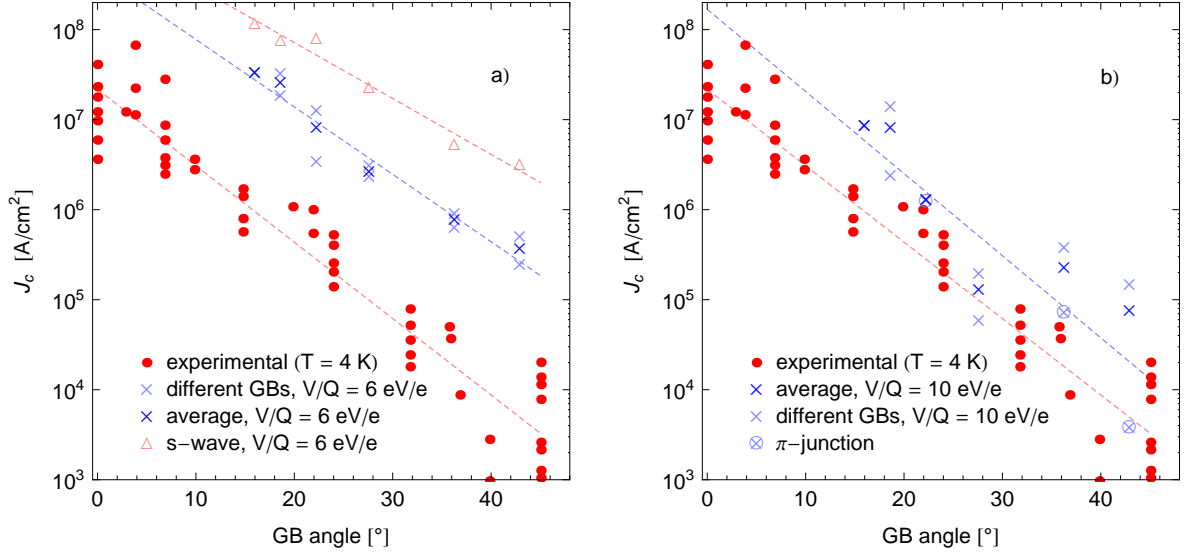 a)
10^8
10^7
10^6
10^5
10^4
10^3
J_c [A/cm^2]
experimental (T = 4 K)
different GBs, V/Q = 6 eV/e
average, V/Q = 6 eV/e
s−wave, V/Q = 6 eV/e
0 10 20 30 40
GB angle [°]
b)
10^8
10^7
10^6
10^5
10^4
10^3
J_c [A/cm^2]
experimental (T = 4 K)
average, V/Q = 10 eV/e
different GBs, V/Q = 10 eV/e
π−junction
0 10 20 30 40
GB angle [°]